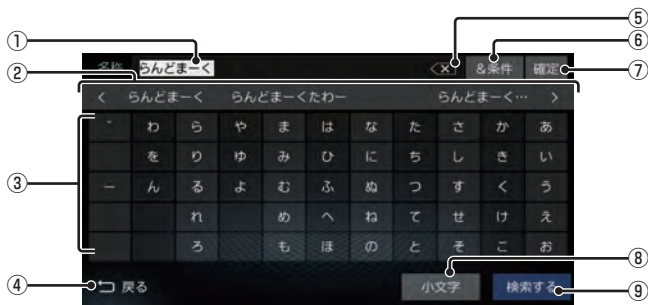 ① ⑤
⑥
名称 らんどまーく &条件 確定 ⑦
②
< らんどまーく らんどまーくたわー らんどまーく… >
゛ わ ら や ま は な た さ か あ
を り ゆ み ひ に ち し き い
③ ー ん る よ む ふ ぬ つ す く う
れ め へ ね て せ け え
ろ も ほ の と そ こ お
⑧
④ 戻る 小文字 検索する ⑨